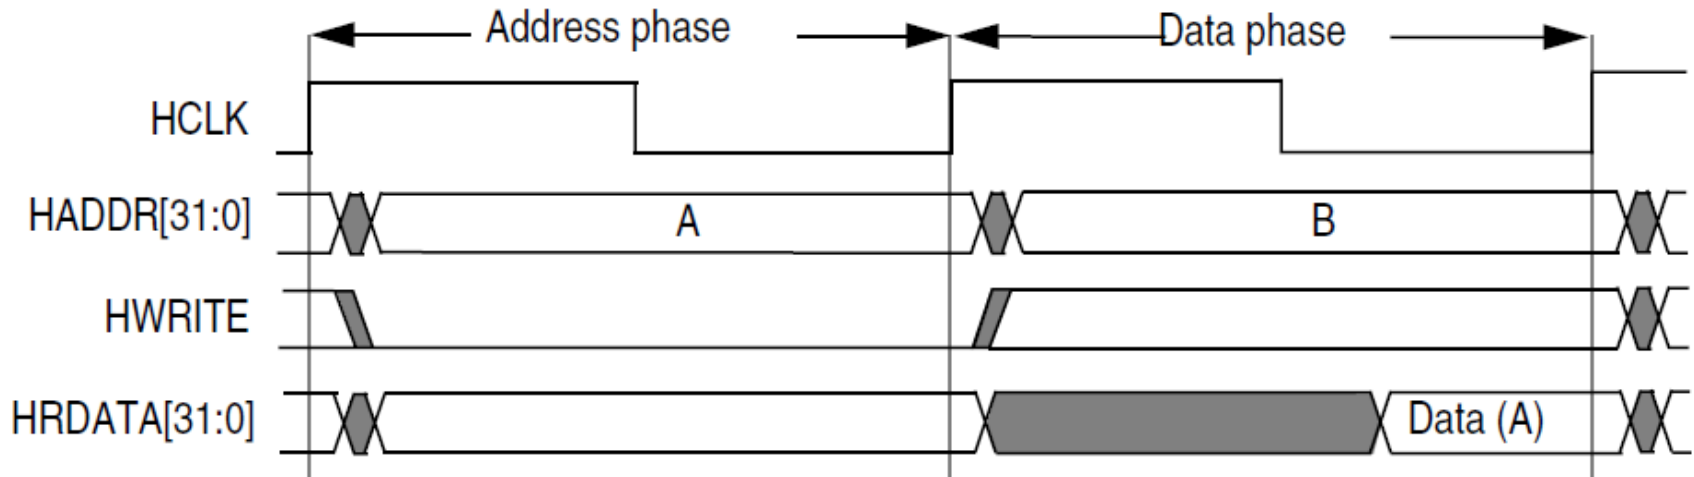 Address phase
Data phase
HCLK
HADDR[31:0]
A
B
HWRITE
HRDATA[31:0]
Data (A)